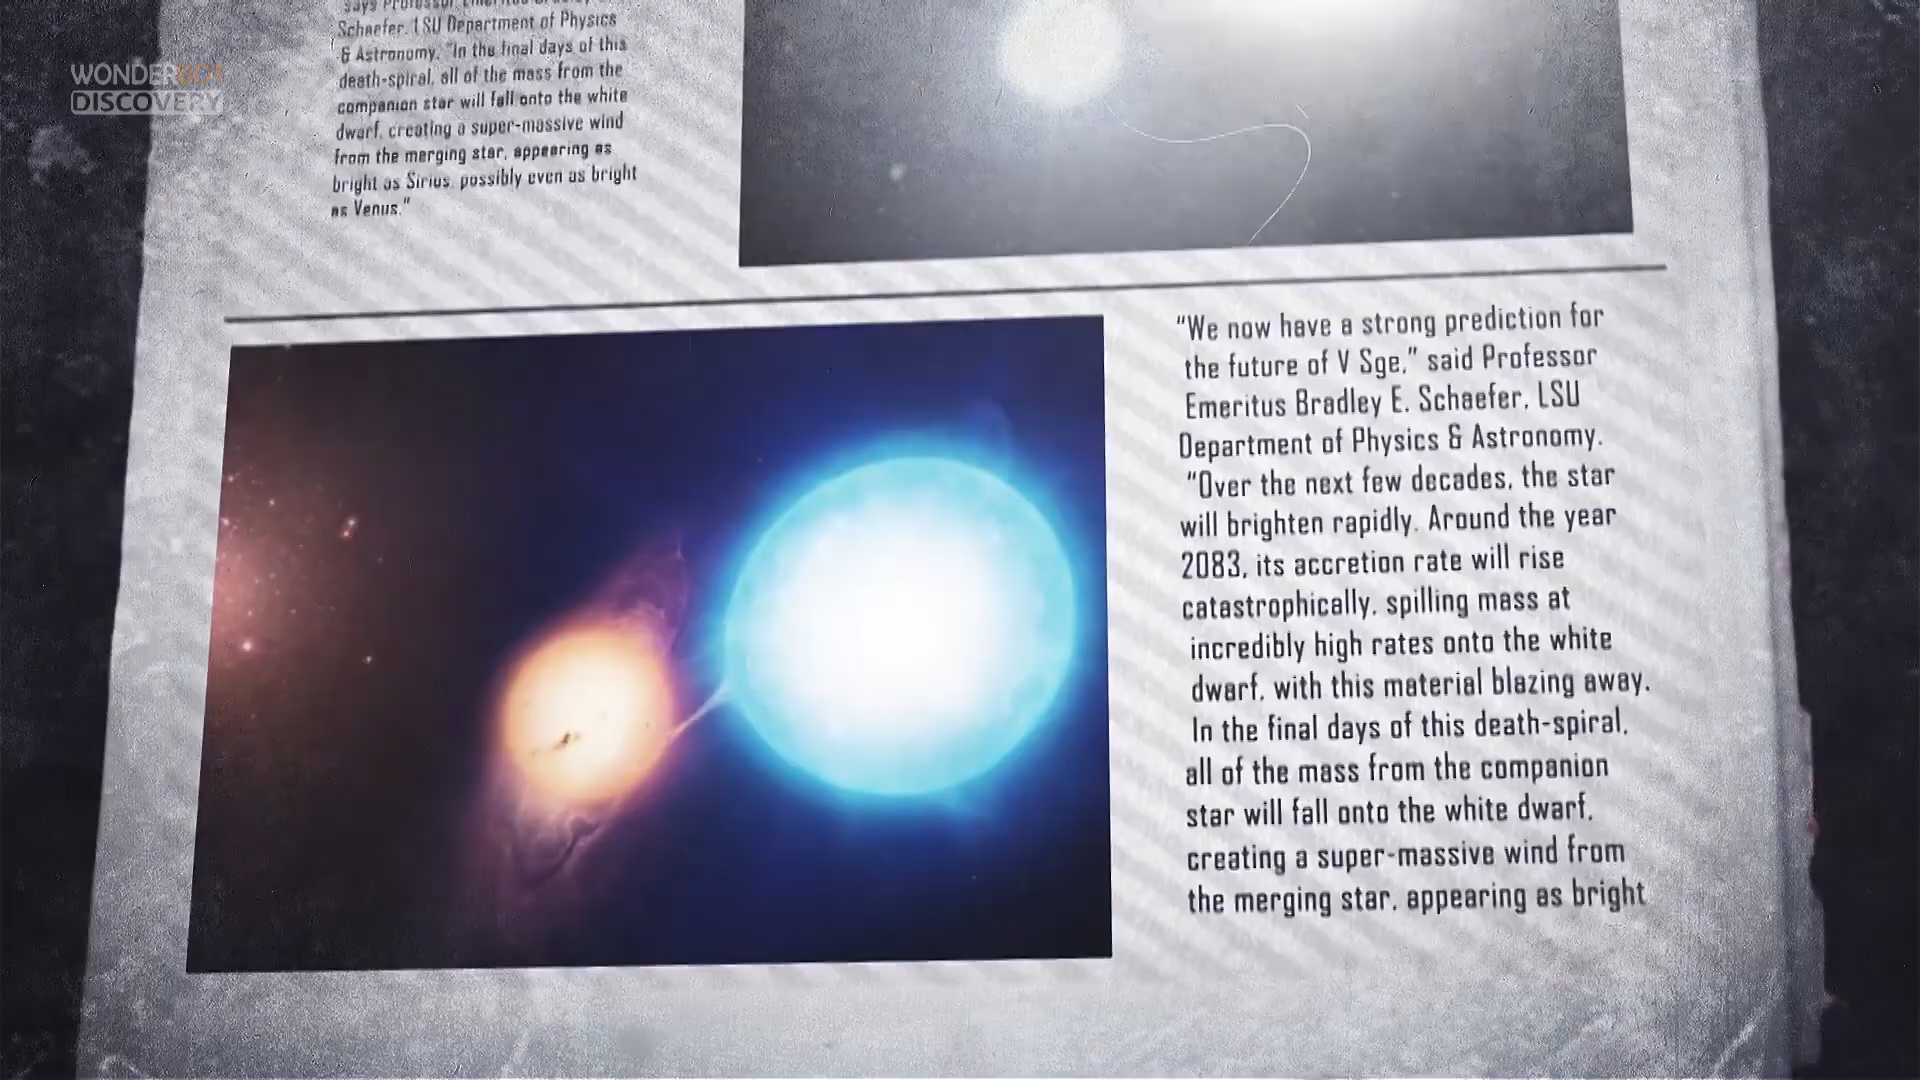 WONDERBOT
DISCOVERY
says Professor Emeritus Bradley E.
Schaefer, LSU Department of Physics
& Astronomy. "In the final days of this
death-spiral, all of the mass from the
companion star will fall onto the white
dwarf, creating a super-massive wind
from the merging star, appearing as
bright as Sirius, possibly even as bright
as Venus."
"We now have a strong prediction for
the future of V Sge," said Professor
Emeritus Bradley E. Schaefer, LSU
Department of Physics & Astronomy.
"Over the next few decades, the star
will brighten rapidly. Around the year
2083, its accretion rate will rise
catastrophically, spilling mass at
incredibly high rates onto the white
dwarf, with this material blazing away.
In the final days of this death-spiral,
all of the mass from the companion
star will fall onto the white dwarf,
creating a super-massive wind from
the merging star, appearing as bright